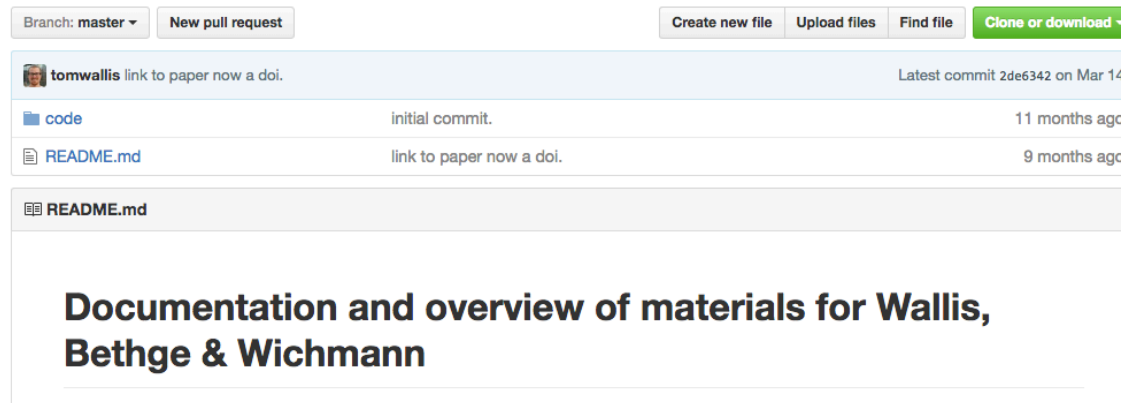 Branch: master New pull request Create new file Upload files Find file Clone or download
tomwallis link to paper now a doi. Latest commit 2de6342 on Mar 14
code initial commit. 11 months ago
README.md link to paper now a doi. 9 months ago
README.md
Documentation and overview of materials for Wallis,
Bethge & Wichmann